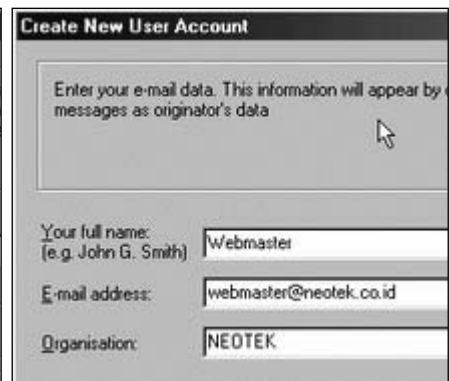 Create New User Account
Enter your e-mail data. This information will appear by
messages as originator's data
Your full name:
(e.g. John G. Smith)
Webmaster
E-mail address:
webmaster@neotek.co.id
Organisation:
NEOTEK